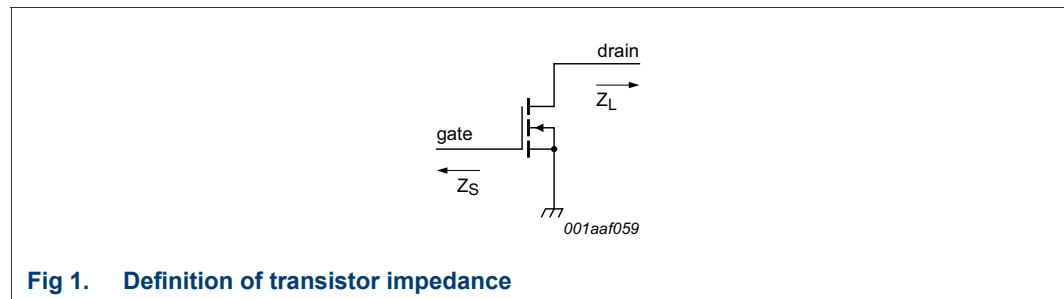 drain
Z_L
gate
Z_S
001aaf059
Fig 1. Definition of transistor impedance